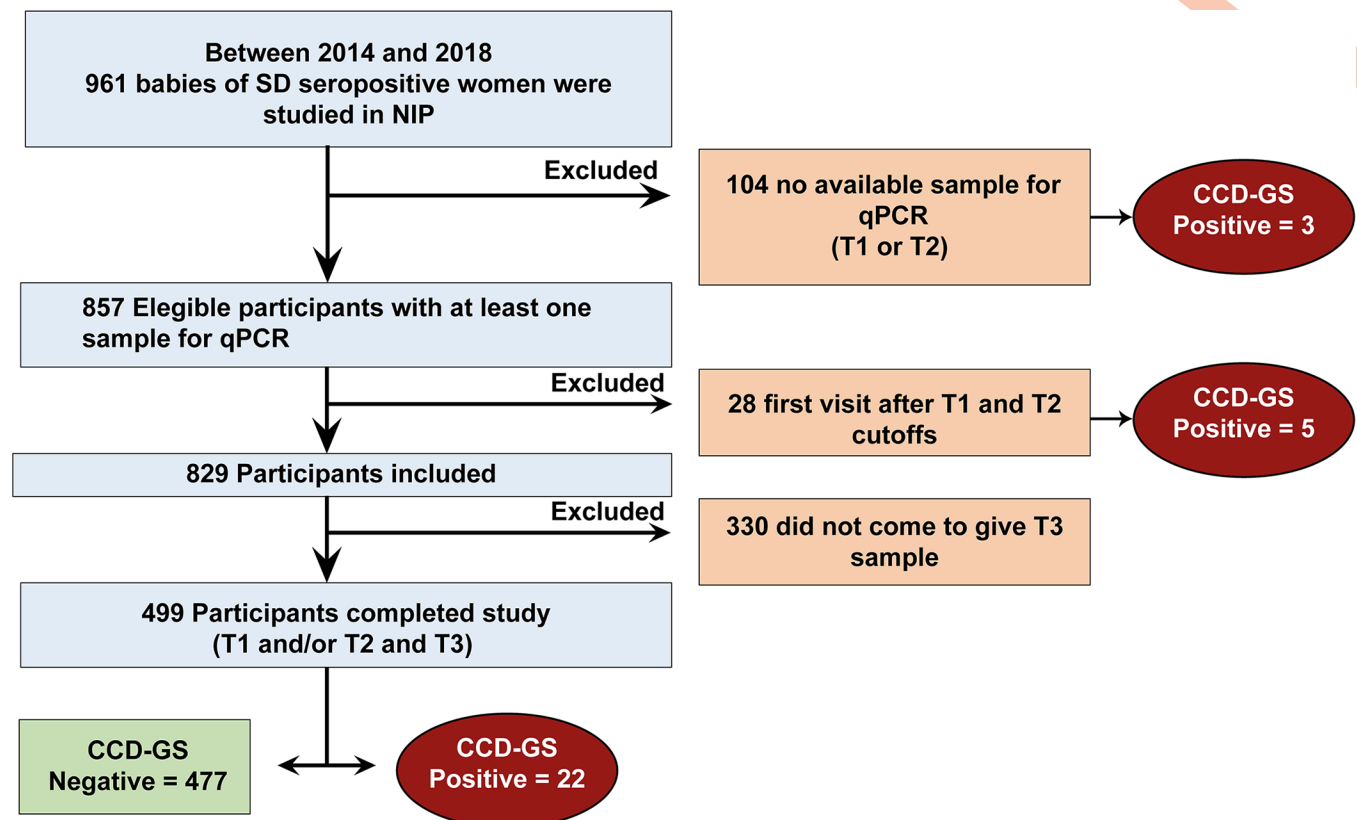 Between 2014 and 2018
961 babies of SD seropositive women were
studied in NIP
Excluded
104 no available sample for
qPCR
(T1 or T2)
CCD-GS
Positive = 3
857 Elegible participants with at least one
sample for qPCR
Excluded
28 first visit after T1 and T2
cutoffs
CCD-GS
Positive = 5
829 Participants included
Excluded
330 did not come to give T3
sample
499 Participants completed study
(T1 and/or T2 and T3)
CCD-GS
Negative = 477
CCD-GS
Positive = 22